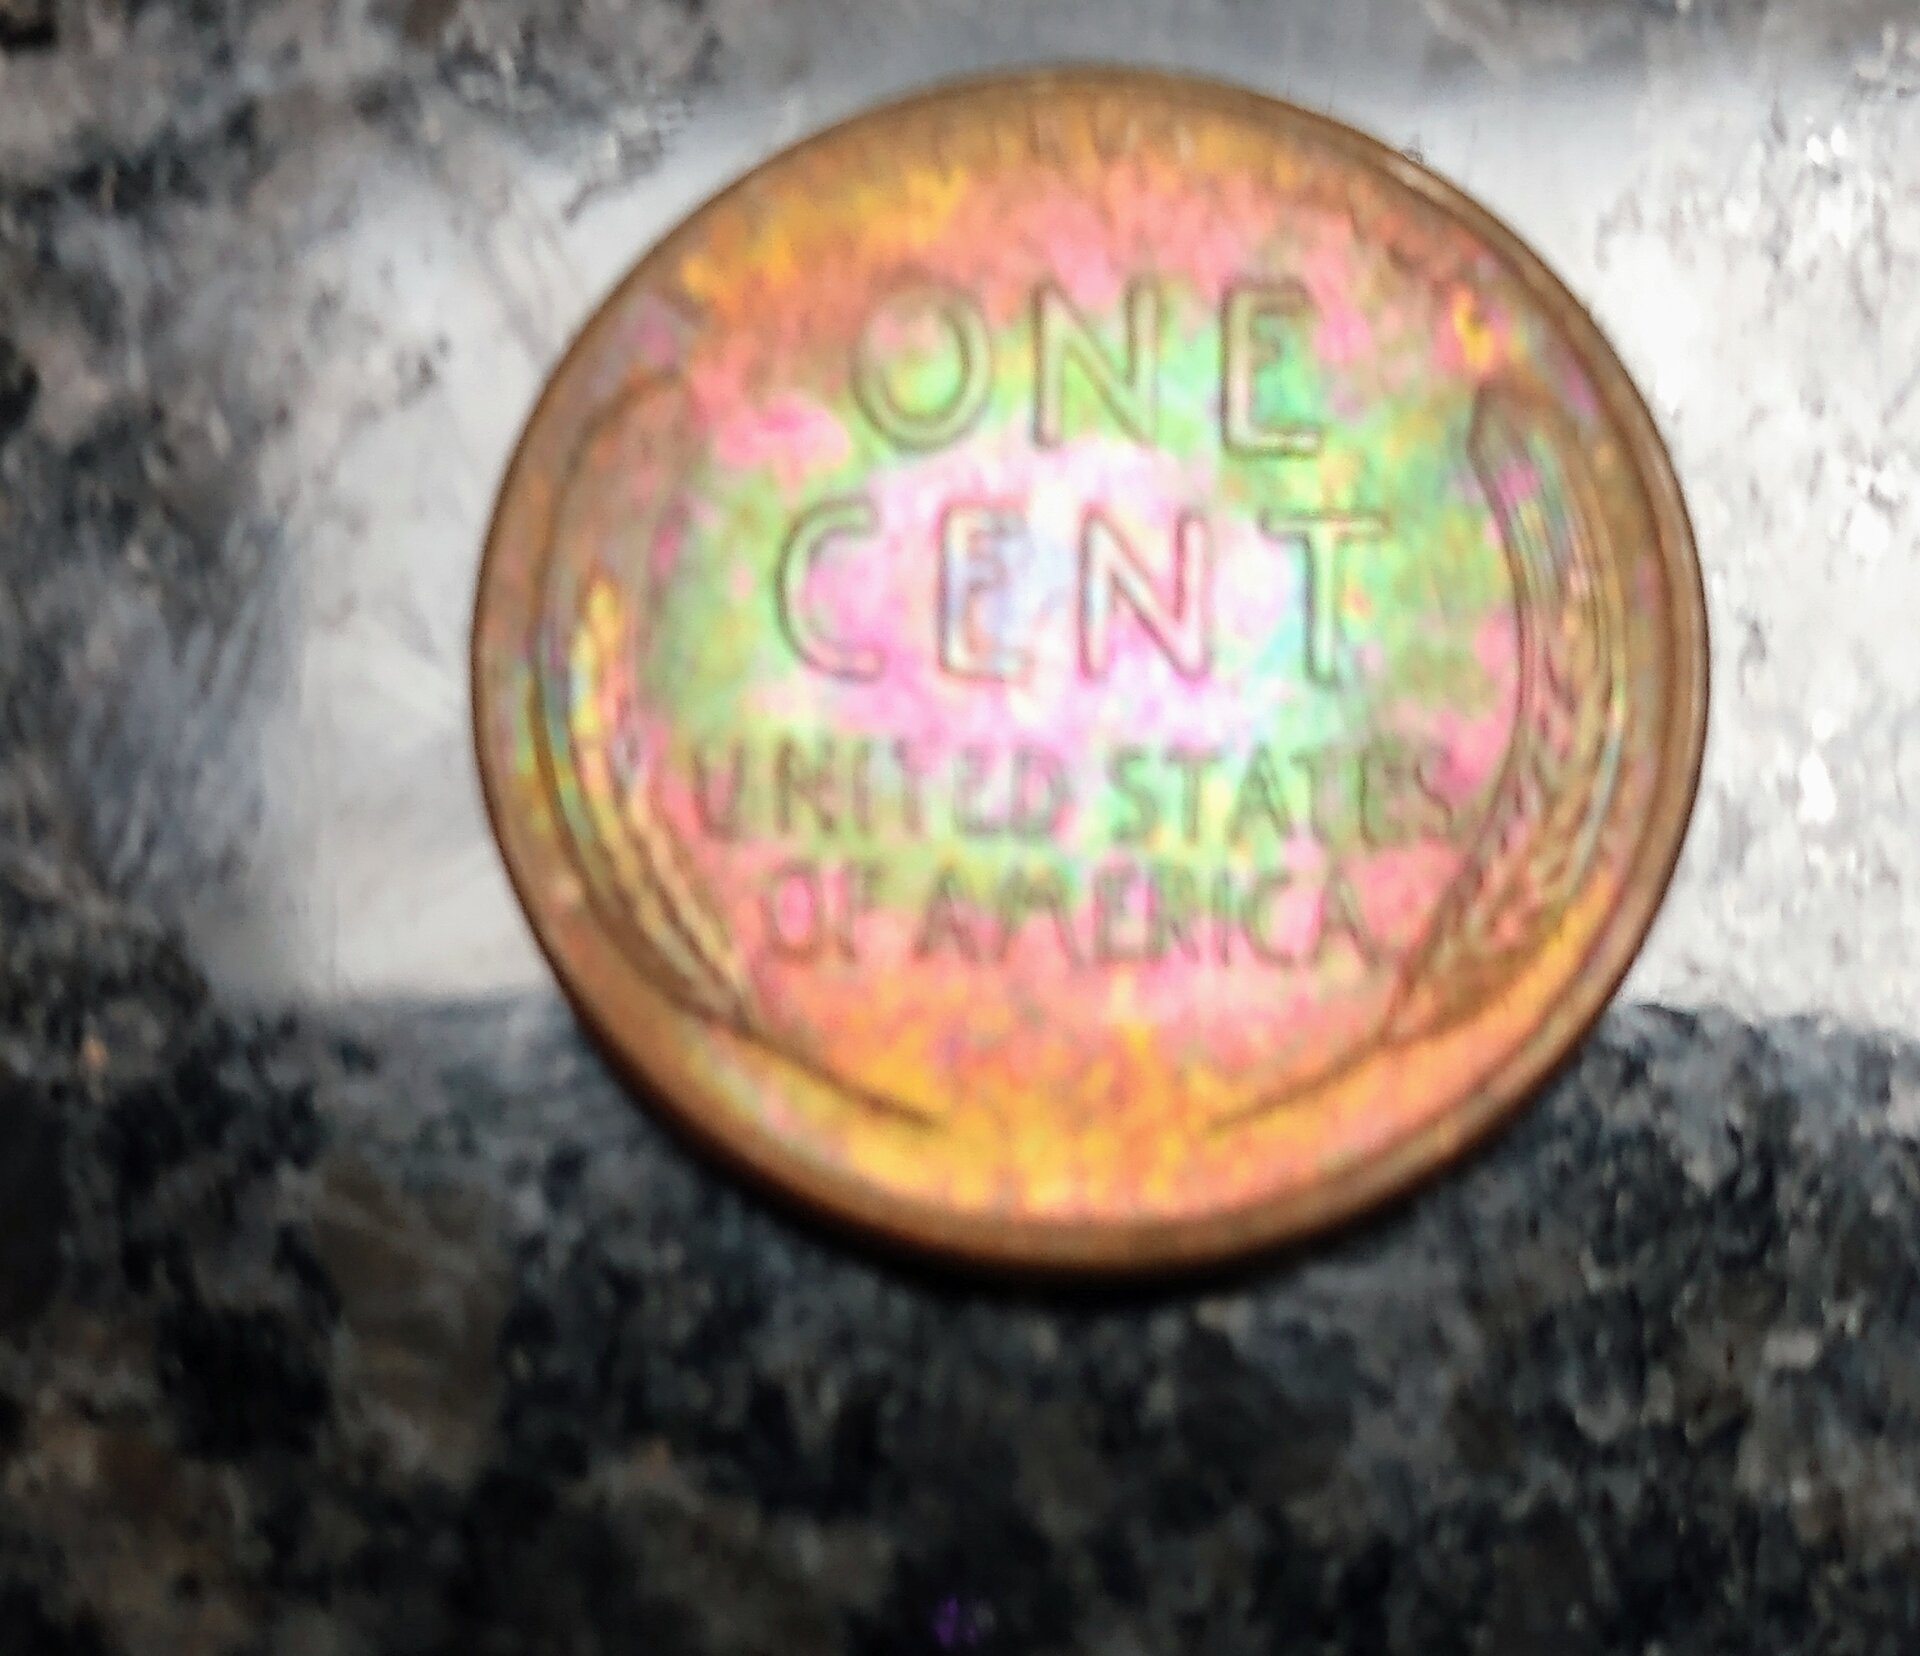 ONE
CENT
UNITED STATES
OF AMERICA